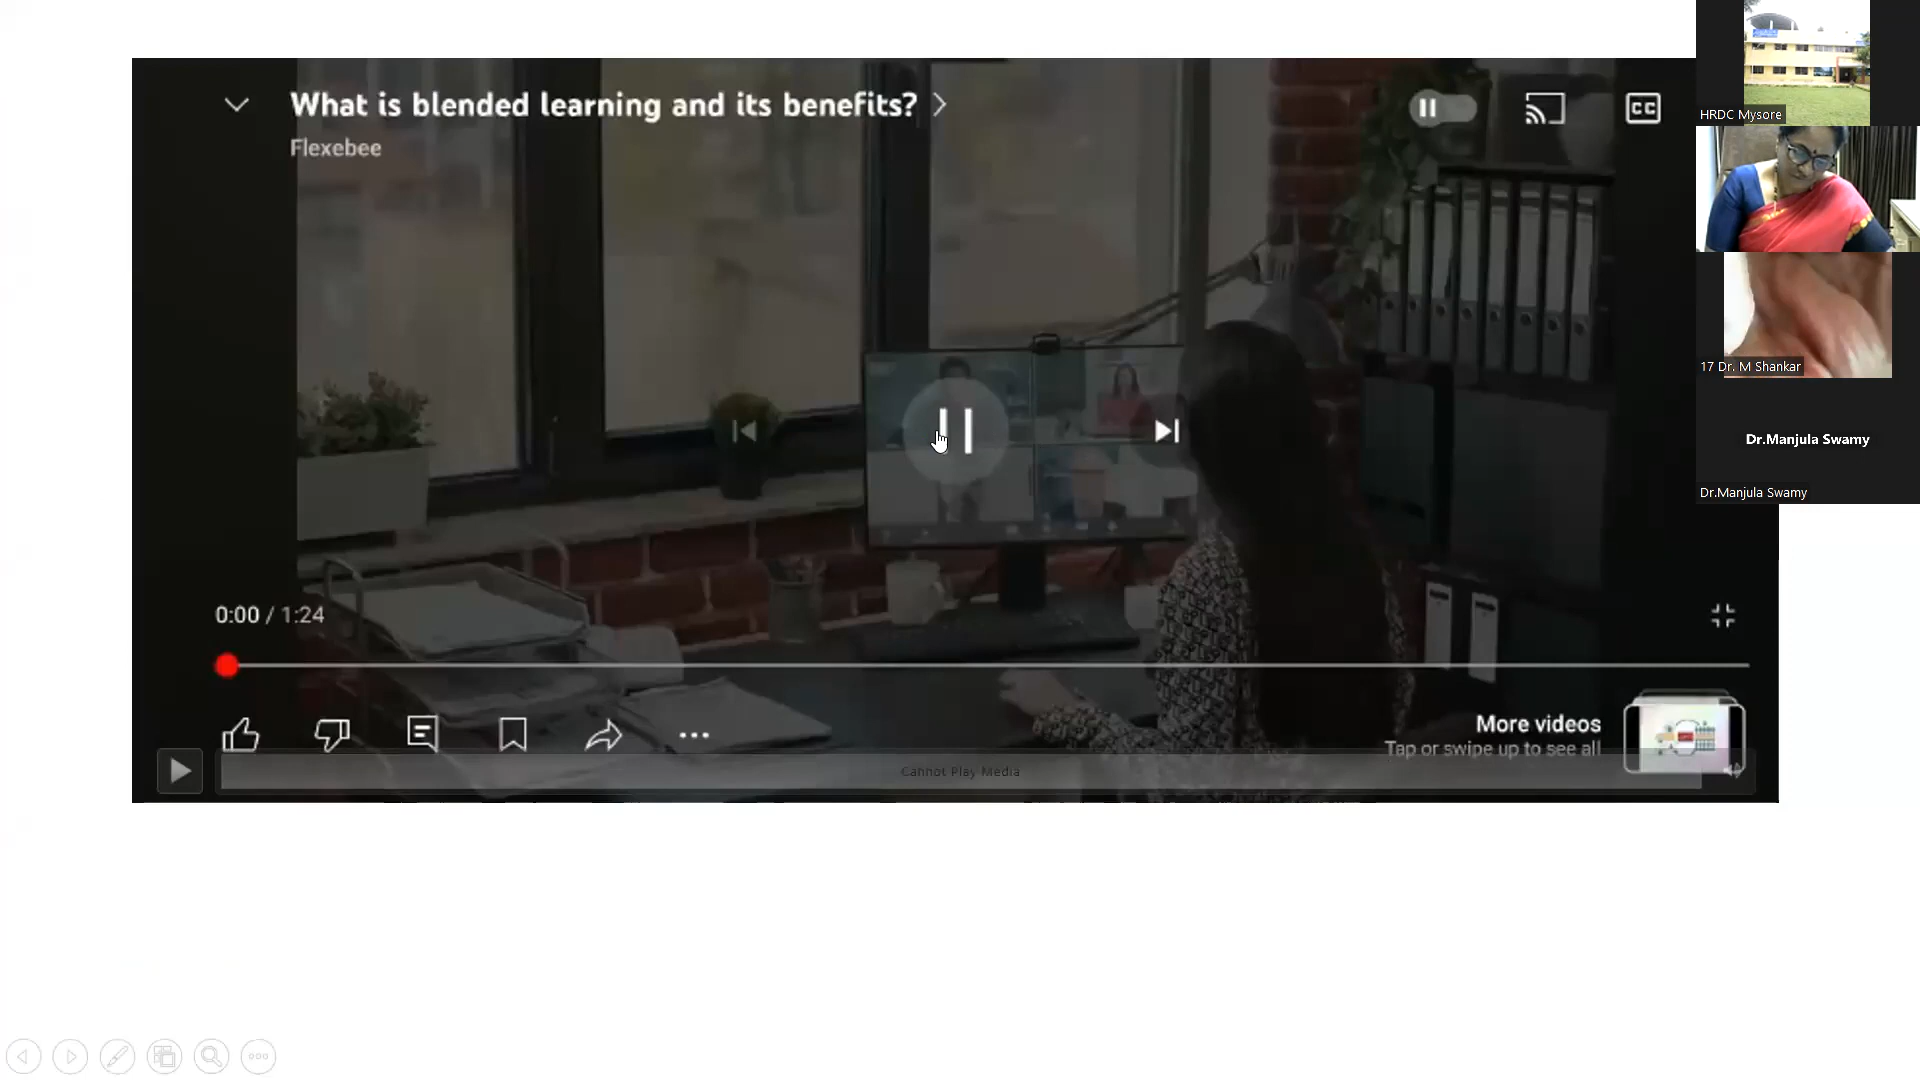 What is blended learning and its benefits?
Flexebee
CC
0:00 / 1:24
More videos
Tap or swipe up to see all
Cannot Play Media
HRDC Mysore
17 Dr. M Shankar
Dr.Manjula Swamy
Dr.Manjula Swamy